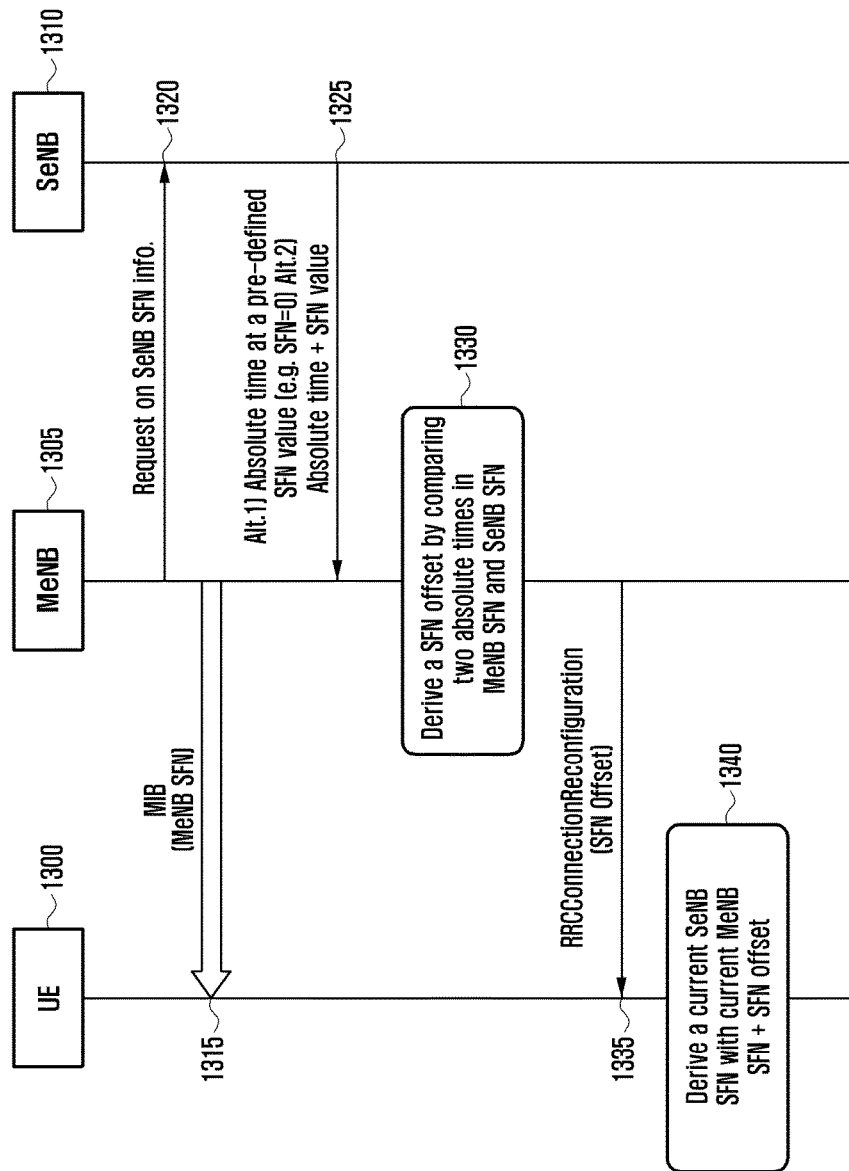 UE
1300
MeNB
1305
SeNB
1310
Request on SeNB SFN info.
1320
MIB
(MeNB SFN)
1315
Alt.1) Absolute time at a pre-defined
SFN value (e.g. SFN=0) Alt.2)
Absolute time + SFN value
1325
Derive a SFN offset by comparing
two absolute times in
MeNB SFN and SeNB SFN
1330
RRCConnectionReconfiguration
(SFN Offset)
1335
Derive a current SeNB
SFN with current MeNB
SFN + SFN offset
1340